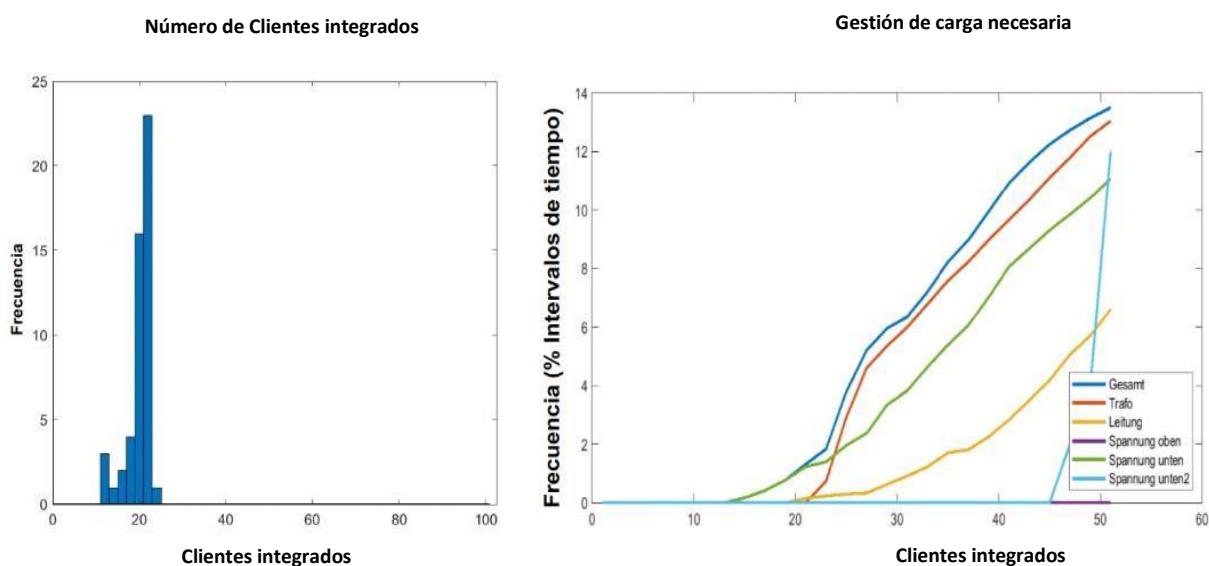 Número de Clientes integrados
Frecuencia
25
20
15
10
5
0
0 20 40 60 80 100
Clientes integrados
Gestión de carga necesaria
Frecuencia (% Intervalos de tiempo)
14
12
10
8
6
4
2
0
0 10 20 30 40 50 60
Gesamt
Trafo
Leitung
Spannung oben
Spannung unten
Spannung unten2
Clientes integrados